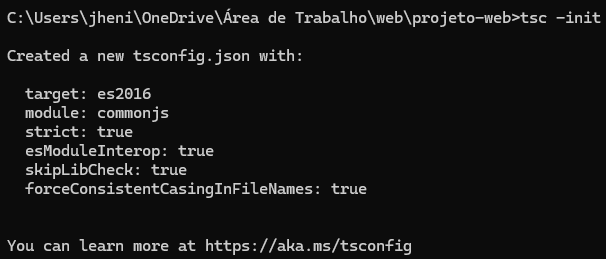 C:\Users\jheni\OneDrive\Área de Trabalho\web\projeto-web>tsc -init
Created a new tsconfig.json with:
target: es2016
module: commonjs
strict: true
esModuleInterop: true
skipLibCheck: true
forceConsistentCasingInFileNames: true
You can learn more at https://aka.ms/tsconfig